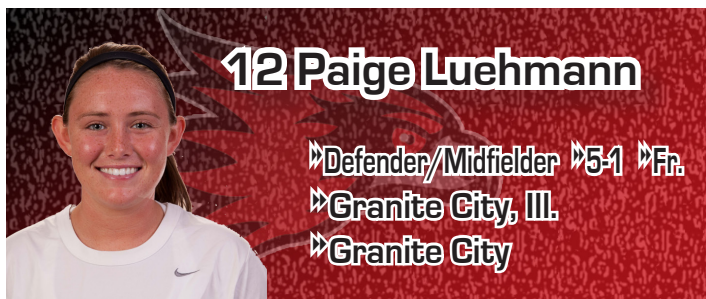 12 Paige Luehmann
Defender/Midfielder 5-1 Fr.
Granite City, Ill.
Granite City